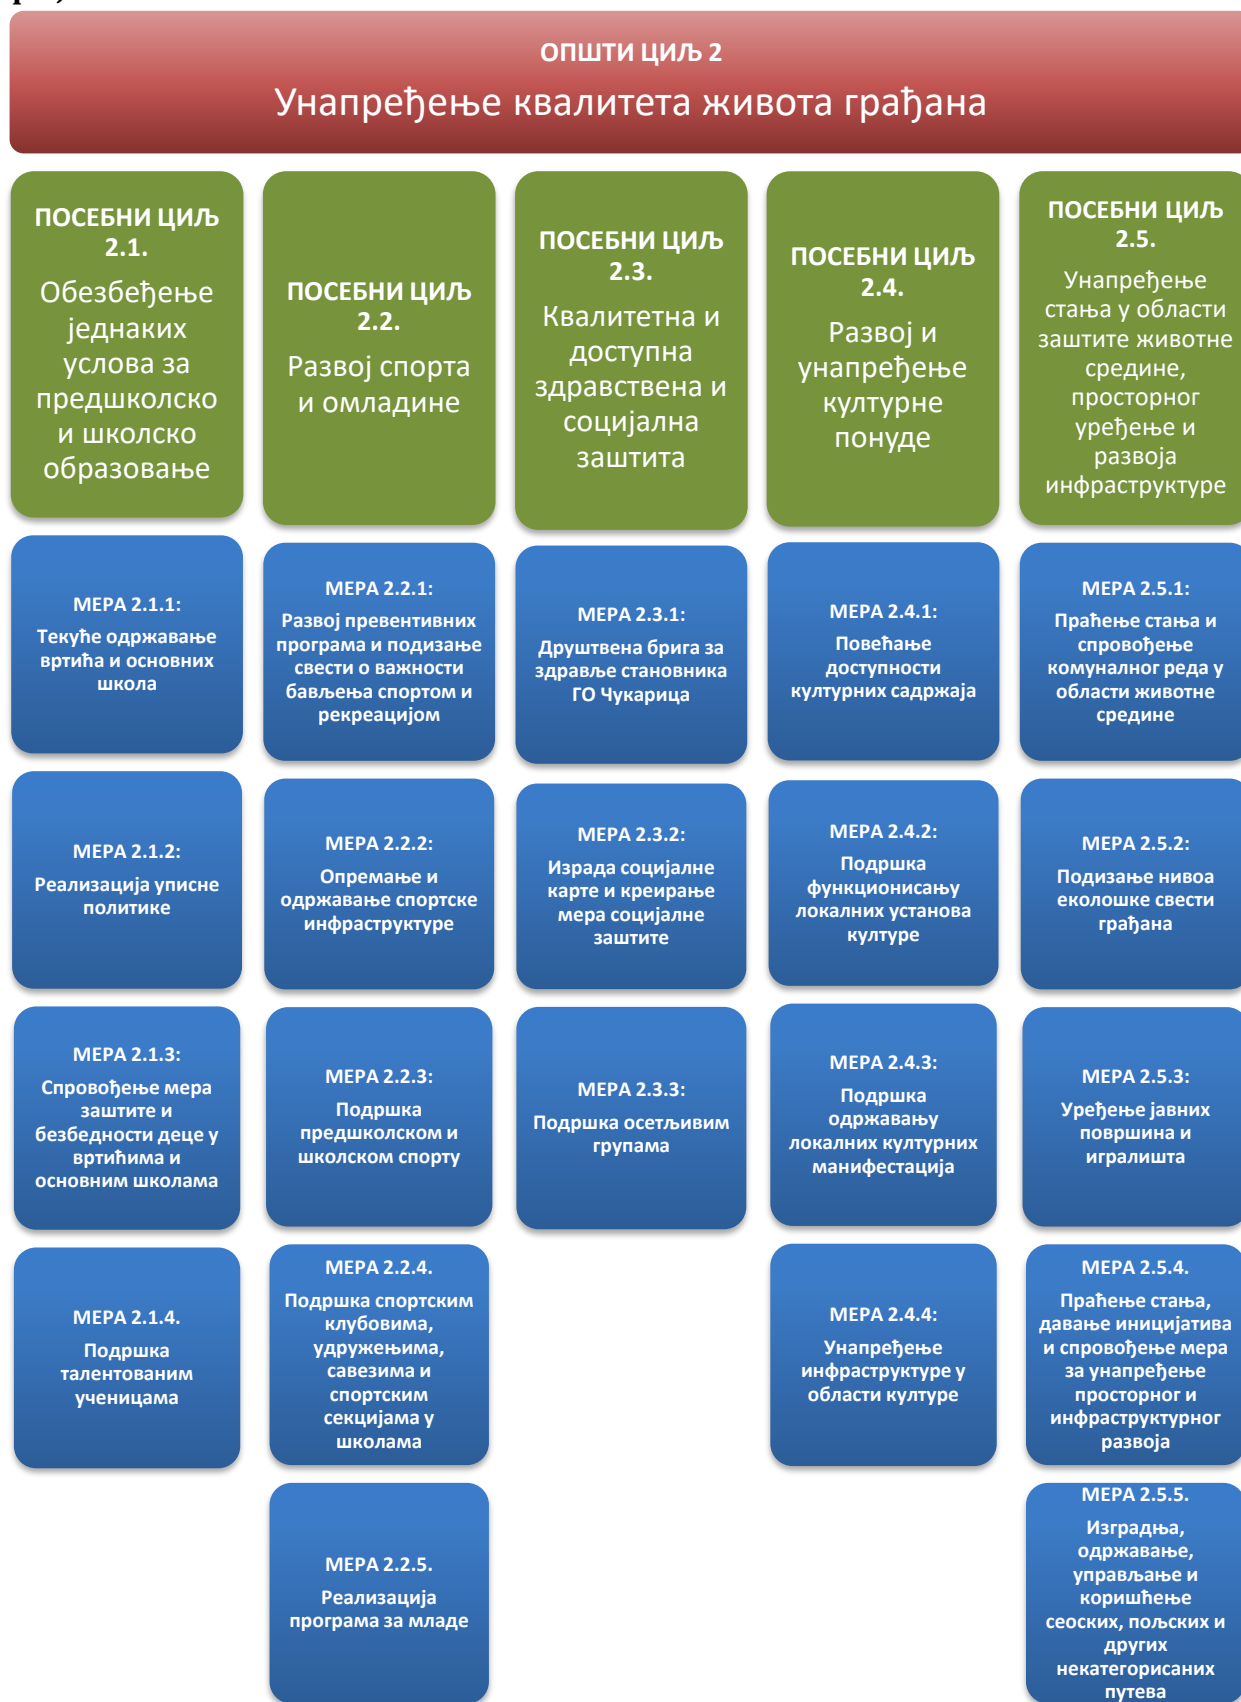 ОПШТИ ЦИЉ 2
Унапређење квалитета живота грађана
ПОСЕБНИ ЦИЉ
2.1.
Обезбеђење
једнаких
услова за
предшколско
и школско
образовање
МЕРА 2.1.1:
Текуће одржавање
вртића и основних
школа
МЕРА 2.1.2:
Реализација уписне
политике
МЕРА 2.1.3:
Спровођење мера
заштите и
безбедности деце у
вртићима и
основним школама
МЕРА 2.1.4.
Подршка
талентованим
ученицама
ПОСЕБНИ ЦИЉ
2.2.
Развој спорта
и омладине
МЕРА 2.2.1:
Развој превентивних
програма и подизање
свести о важности
бављења спортом и
рекреацијом
МЕРА 2.2.2:
Опремање и
одржавање спортске
инфраструктуре
МЕРА 2.2.3:
Подршка
предшколском и
школском спорту
МЕРА 2.2.4.
Подршка спортским
клубовима,
удружењима,
савезима и
спортским
секцијама у
школама
МЕРА 2.2.5.
Реализација
програма за младе
ПОСЕБНИ ЦИЉ
2.3.
Квалитетна и
доступна
здравствена и
социјална
заштита
МЕРА 2.3.1:
Друштвена брига за
здравље становника
ГО Чукарица
МЕРА 2.3.2:
Израда социјалне
карте и креирање
мера социјалне
заштите
МЕРА 2.3.3:
Подршка осетљивим
групама
ПОСЕБНИ ЦИЉ
2.4.
Развој и
унапређење
културне
понуде
МЕРА 2.4.1:
Повећање
доступности
културних садржаја
МЕРА 2.4.2:
Подршка
функционисању
локалних установа
културе
МЕРА 2.4.3:
Подршка
одржавању
локалних културних
манифестација
МЕРА 2.4.4:
Унапређење
инфраструктуре у
области културе
ПОСЕБНИ ЦИЉ
2.5.
Унапређење
стања у области
заштите животне
средине,
просторног
уређење и
развоја
инфраструктуре
МЕРА 2.5.1:
Праћење стања и
спровођење
комуналног реда у
области животне
средине
МЕРА 2.5.2:
Подизање нивоа
еколошке свести
грађана
МЕРА 2.5.3:
Уређење јавних
површина и
игралишта
МЕРА 2.5.4.
Праћење стања,
давање иницијатива
и спровођење мера
за унапређење
просторног и
инфраструктурног
развоја
МЕРА 2.5.5.
Изградња,
одржавање,
управљање и
коришћење
сеоских, пољских и
других
некатегорисаних
путева